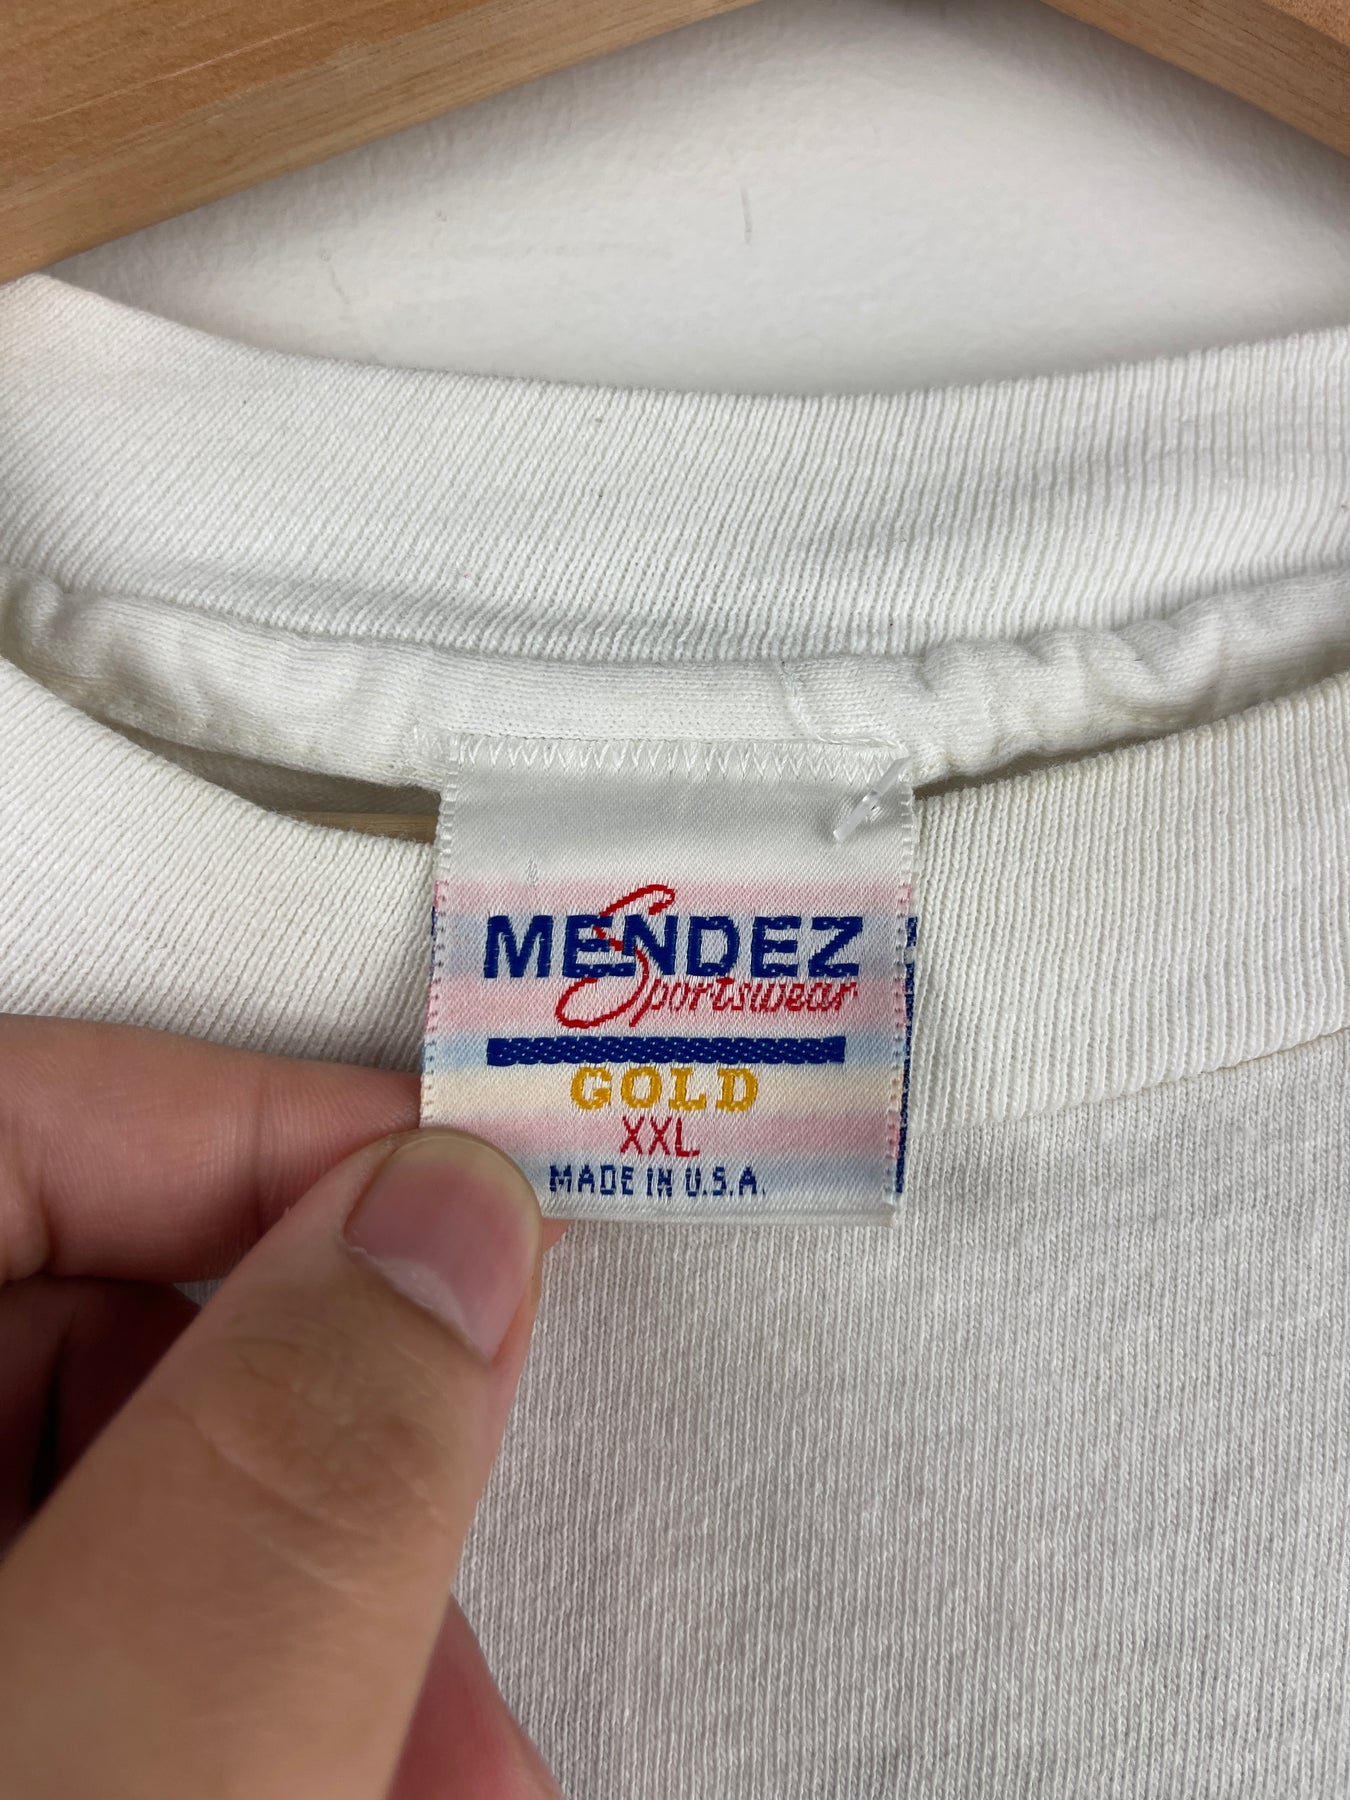 MENDEZ
Sportswear
GOLD
XXL
MADE IN U.S.A.